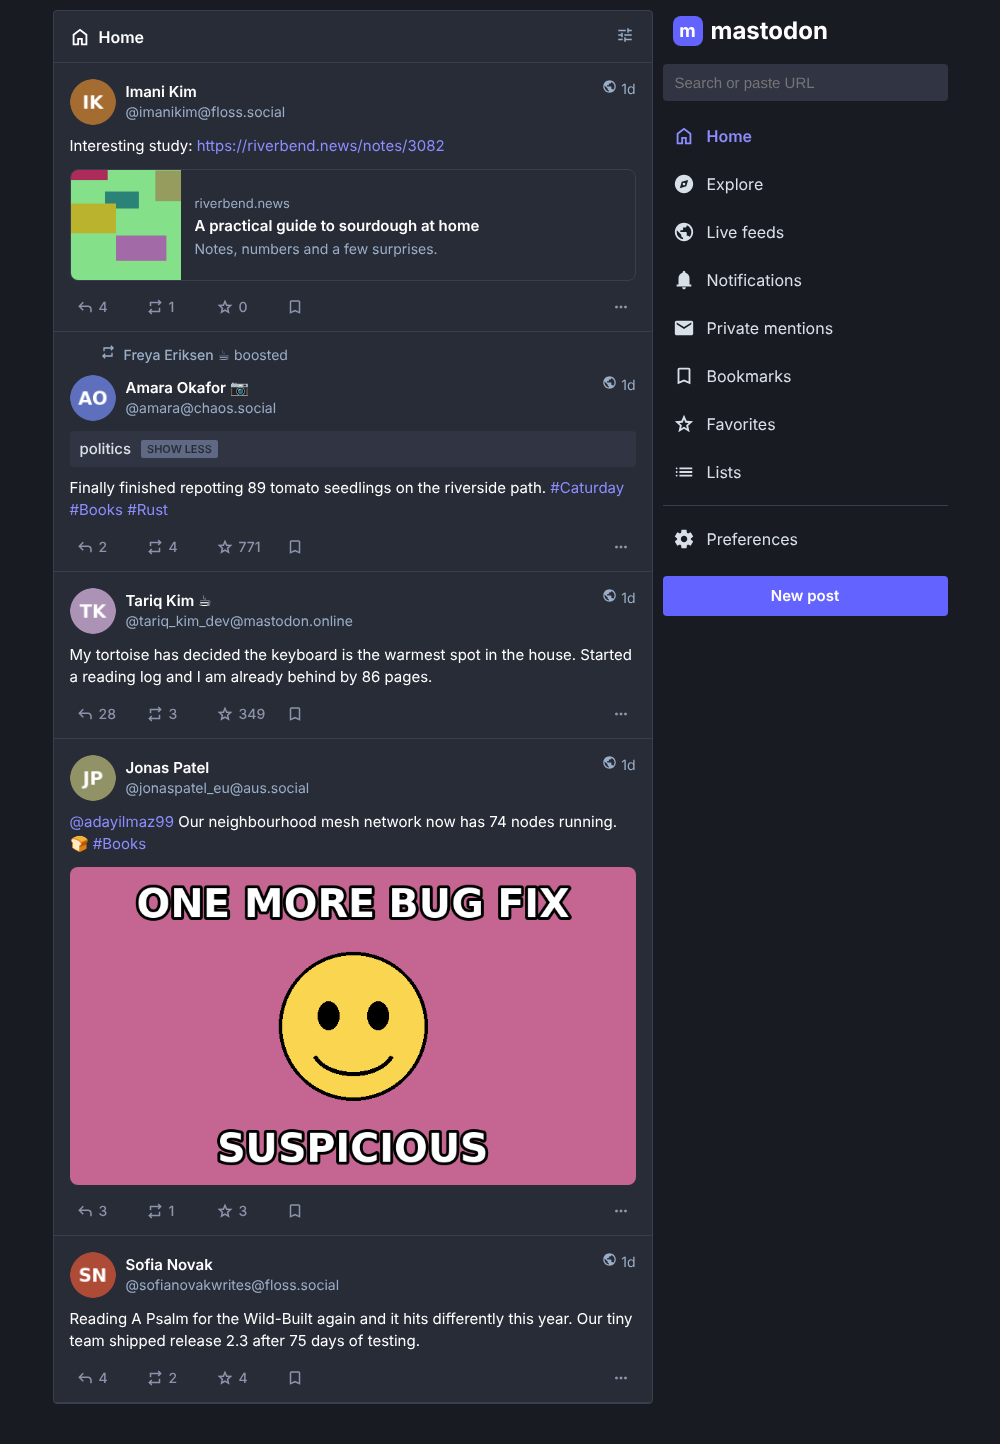 Home
IK
Imani Kim
1d
@imanikim@floss.social
Interesting study: https://riverbend.news/notes/3082
riverbend.news
A practical guide to sourdough at home
Notes, numbers and a few surprises.
4 1 0
Freya Eriksen ☕ boosted
AO
Amara Okafor 📷
1d
@amara@chaos.social
politics SHOW LESS
Finally finished repotting 89 tomato seedlings on the riverside path. #Caturday
#Books #Rust
2 4 771
TK
Tariq Kim ☕
1d
@tariq_kim_dev@mastodon.online
My tortoise has decided the keyboard is the warmest spot in the house. Started
a reading log and I am already behind by 86 pages.
28 3 349
JP
Jonas Patel
1d
@jonaspatel_eu@aus.social
@adayilmaz99 Our neighbourhood mesh network now has 74 nodes running.
🍞 #Books
ONE MORE BUG FIX
SUSPICIOUS
3 1 3
SN
Sofia Novak
1d
@sofianovakwrites@floss.social
Reading A Psalm for the Wild-Built again and it hits differently this year. Our tiny
team shipped release 2.3 after 75 days of testing.
4 2 4
m mastodon
Search or paste URL
Home
Explore
Live feeds
Notifications
Private mentions
Bookmarks
Favorites
Lists
Preferences
New post